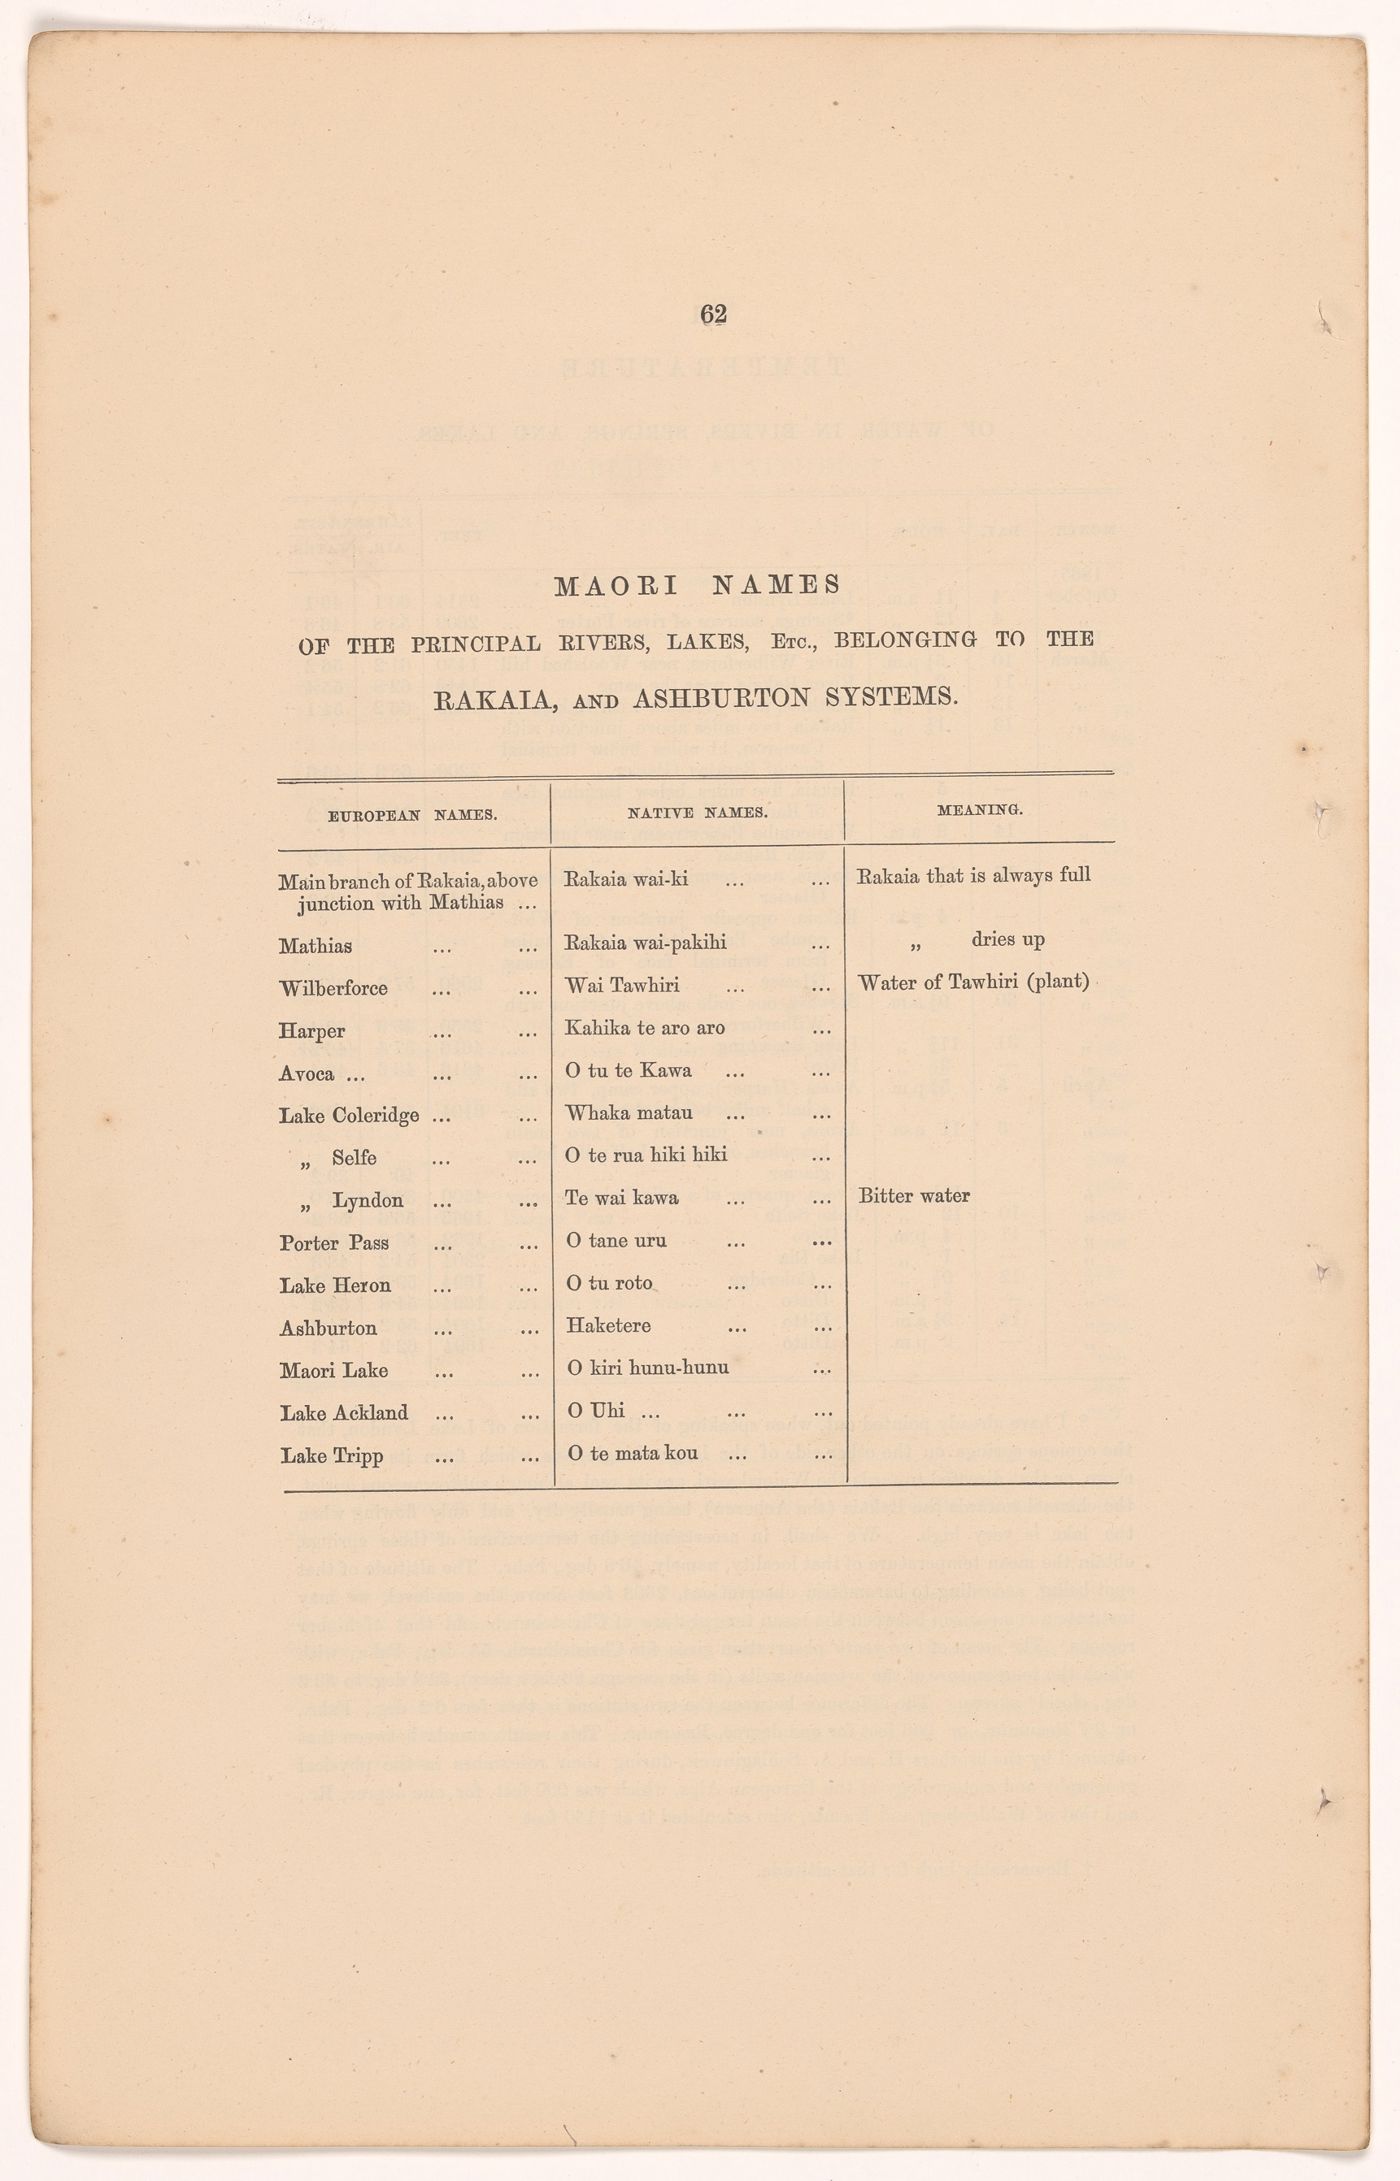 62
MAORI NAMES
OF THE PRINCIPAL RIVERS, LAKES, Etc., BELONGING TO THE
RAKAIA, AND ASHBURTON SYSTEMS.
EUROPEAN NAMES. NATIVE NAMES. MEANING.
Main branch of Rakaia, above Rakaia wai-ki ... ... Rakaia that is always full
junction with Mathias ...
Mathias ... ... Rakaia wai-pakihi ... „ dries up
Wilberforce ... ... Wai Tawhiri ... ... Water of Tawhiri (plant)
Harper ... ... Kahika te aro aro ...
Avoca ... ... ... O tu te Kawa ... ...
Lake Coleridge ... ... Whaka matau ... ...
„ Selfe ... ... O te rua hiki hiki ...
„ Lyndon ... ... Te wai kawa ... ... Bitter water
Porter Pass ... ... O tane uru ... ...
Lake Heron ... ... O tu roto ... ...
Ashburton ... ... Haketere ... ...
Maori Lake ... ... O kiri hunu-hunu ...
Lake Ackland ... ... O Uhi ... ... ...
Lake Tripp ... ... O te mata kou ... ...